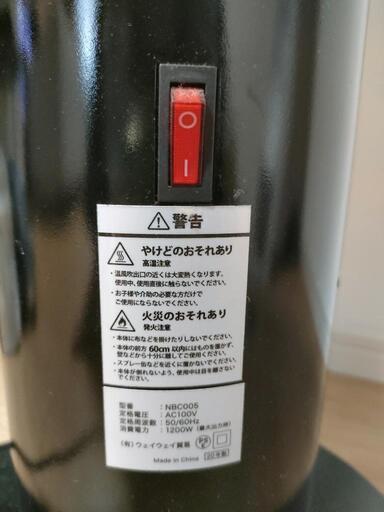 O
I
警告
やけどのおそれあり
高温注意
・温風吹出口の近くは大変熱くなります。
使用中、使用直後に触らないでください。
・お子様や介助の必要な方だけで
ご使用にならないでください。
火災のおそれあり
発火注意
・本体に布などを掛けたりしないでください。
・本体の前方60cm以内にはものを置かず、
壁などから十分に離してご使用ください。
・スプレー缶などを近くに置かないでください。
・本体が倒れないよう、使用中は目を離さない
でください。
型番 : NBC005
定格電圧 : AC100V
定格周波数 : 50/60Hz
消費電力 : 1200W (最大出力時)
(有) ウェイウェイ貿易
PS
E
Made in China
20年製